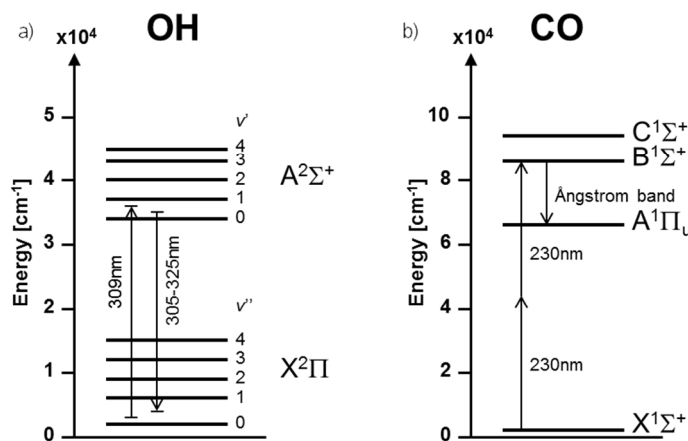 a)
OH
x10⁴
Energy [cm⁻¹]
5
4
3
2
1
0
v'
4
3
2
1
0
A²Σ⁺
309nm
305-325nm
v''
4
3
2
1
0
X²Π
b)
CO
x10⁴
Energy [cm⁻¹]
10
8
6
4
2
0
C¹Σ⁺
B¹Σ⁺
Ångstrom band
A¹Πᵤ
230nm
230nm
X¹Σ⁺